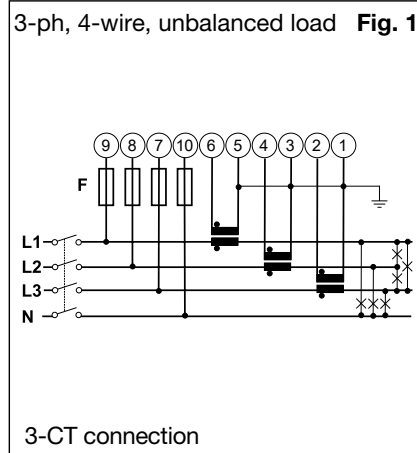 3-ph, 4-wire, unbalanced load Fig. 1
9 8 7 10 6 5 4 3 2 1
F
L1
L2
L3
N
3-CT connection